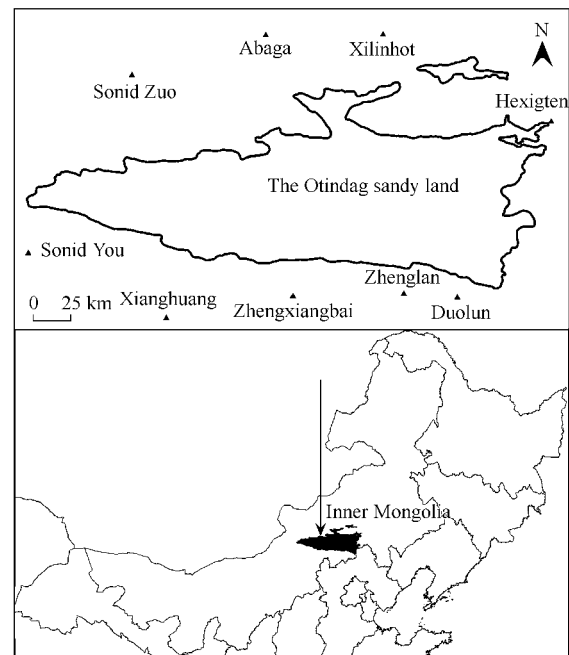 N
Abaga
Xilinhot
Sonid Zuo
Hexigten
The Otindag sandy land
Sonid You
Zhenglan
0 25 km
Xianghuang
Zhengxiangbai
Duolun
Inner Mongolia